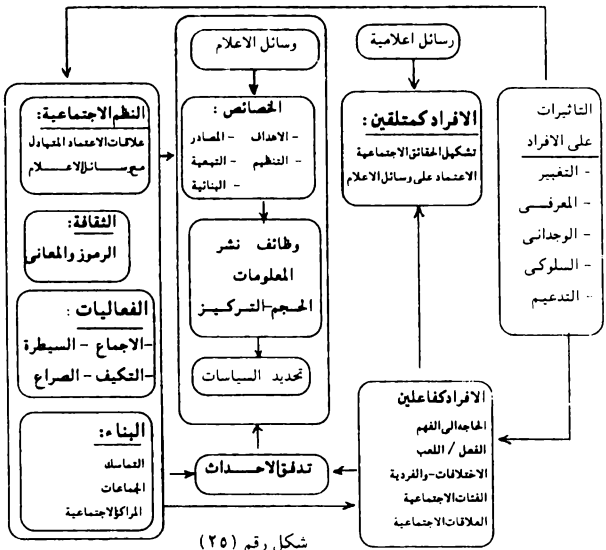 وسائل الاعلام
رسائل اعلامية
النظم الاجتماعية:
علاقات الاعتماد المتبادل
مع وسائل الاعلام
الثقافة:
الرموز والمعانى
الفعاليات:
-الاجماع - السيطرة
-التكيف - الصراع
البناء:
التماسك
الجماعات
المراكز الاجتماعية
الخصائص:
- الاهداف - المصادر
- التنظيم - التبعية
- البنائية
وظائف نشر
المعلومات
الحجم-التركيز
تحديد السياسات
تدفق الاحداث
الافراد كمتلقين:
تشكيل الحقائق الاجتماعية
الاعتماد على وسائل الاعلام
الافراد كفاعلين
الحاجه الى الفهم
الفعل / اللعب
الاختلافات-والفردية
الفئات الاجتماعية
العلاقات الاجتماعية
التاثيرات
على الافراد
- التغيير
- المعرفى
- الوجدانى
- السلوكى
- التدعيم
شكل رقم (٢٥)